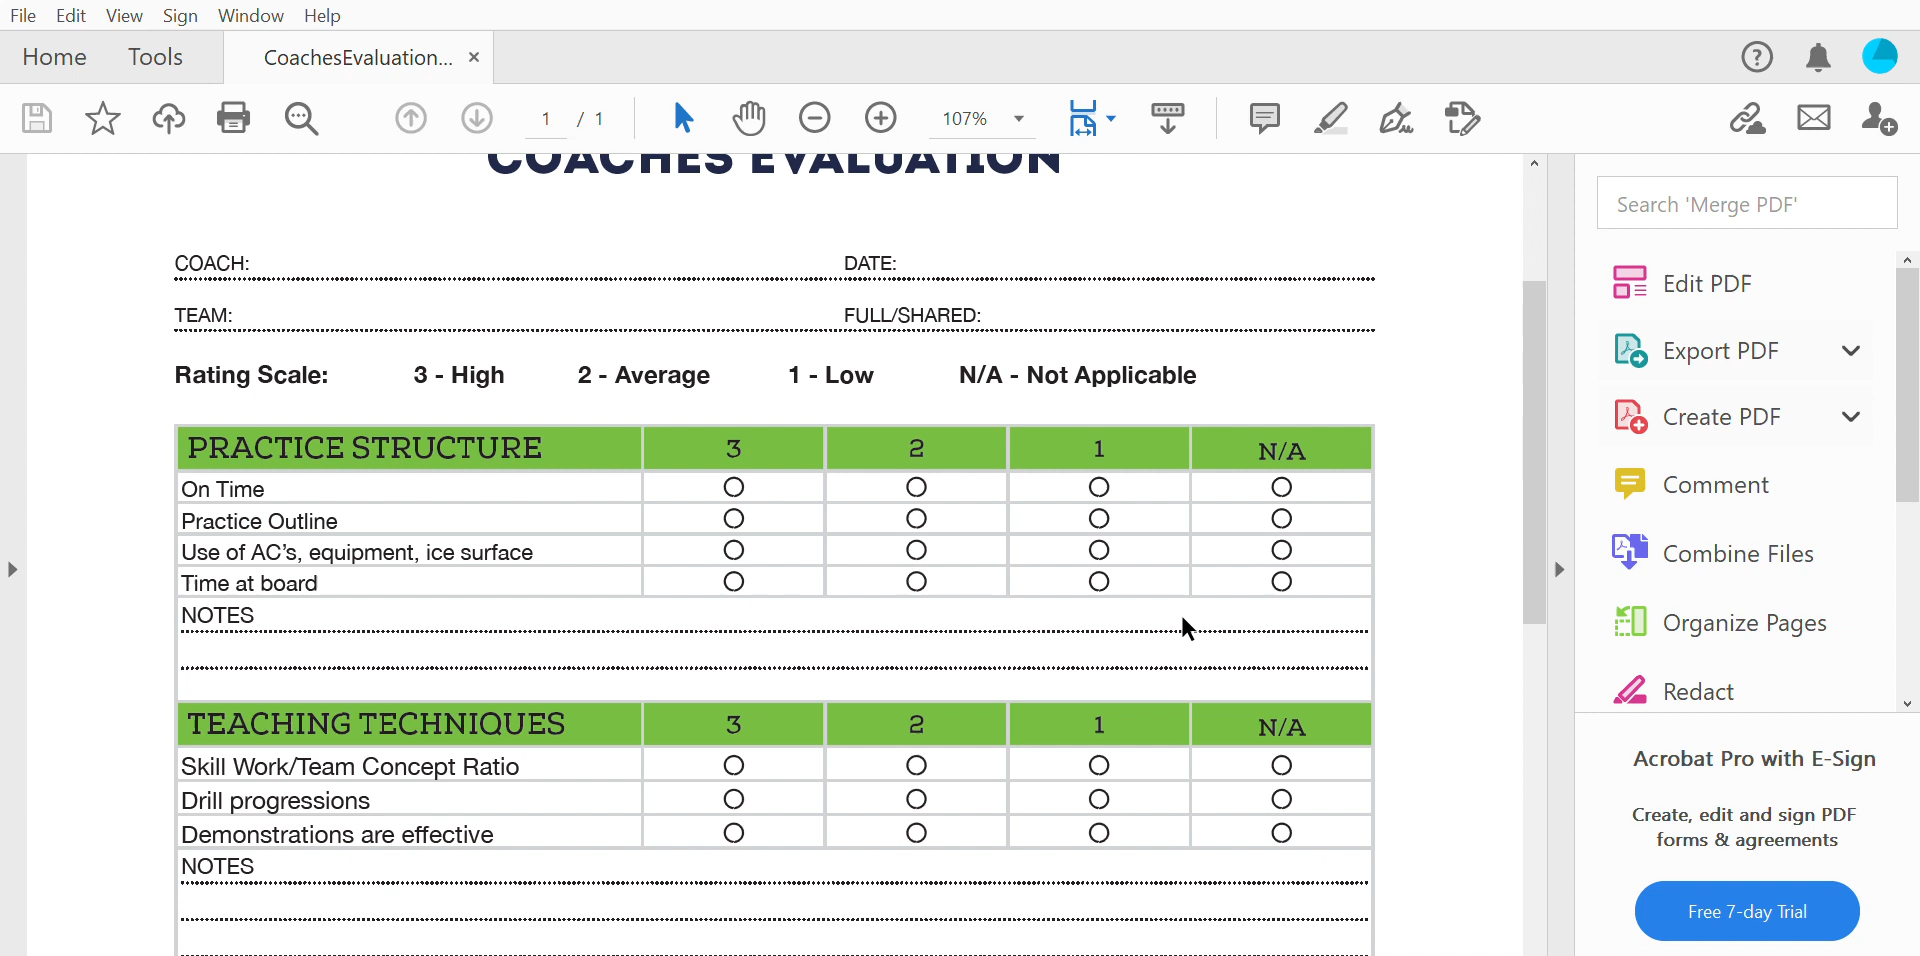 File Edit View Sign Window Help
Home Tools CoachesEvaluation... ×
1 / 1 107%
COACHES EVALUATION
COACH: DATE:
TEAM: FULL/SHARED:
Rating Scale: 3 - High 2 - Average 1 - Low N/A - Not Applicable
PRACTICE STRUCTURE 3 2 1 N/A
On Time
Practice Outline
Use of AC’s, equipment, ice surface
Time at board
NOTES
TEACHING TECHNIQUES 3 2 1 N/A
Skill Work/Team Concept Ratio
Drill progressions
Demonstrations are effective
NOTES
Search 'Merge PDF'
Edit PDF
Export PDF
Create PDF
Comment
Combine Files
Organize Pages
Redact
Acrobat Pro with E-Sign
Create, edit and sign PDF
forms & agreements
Free 7-day Trial